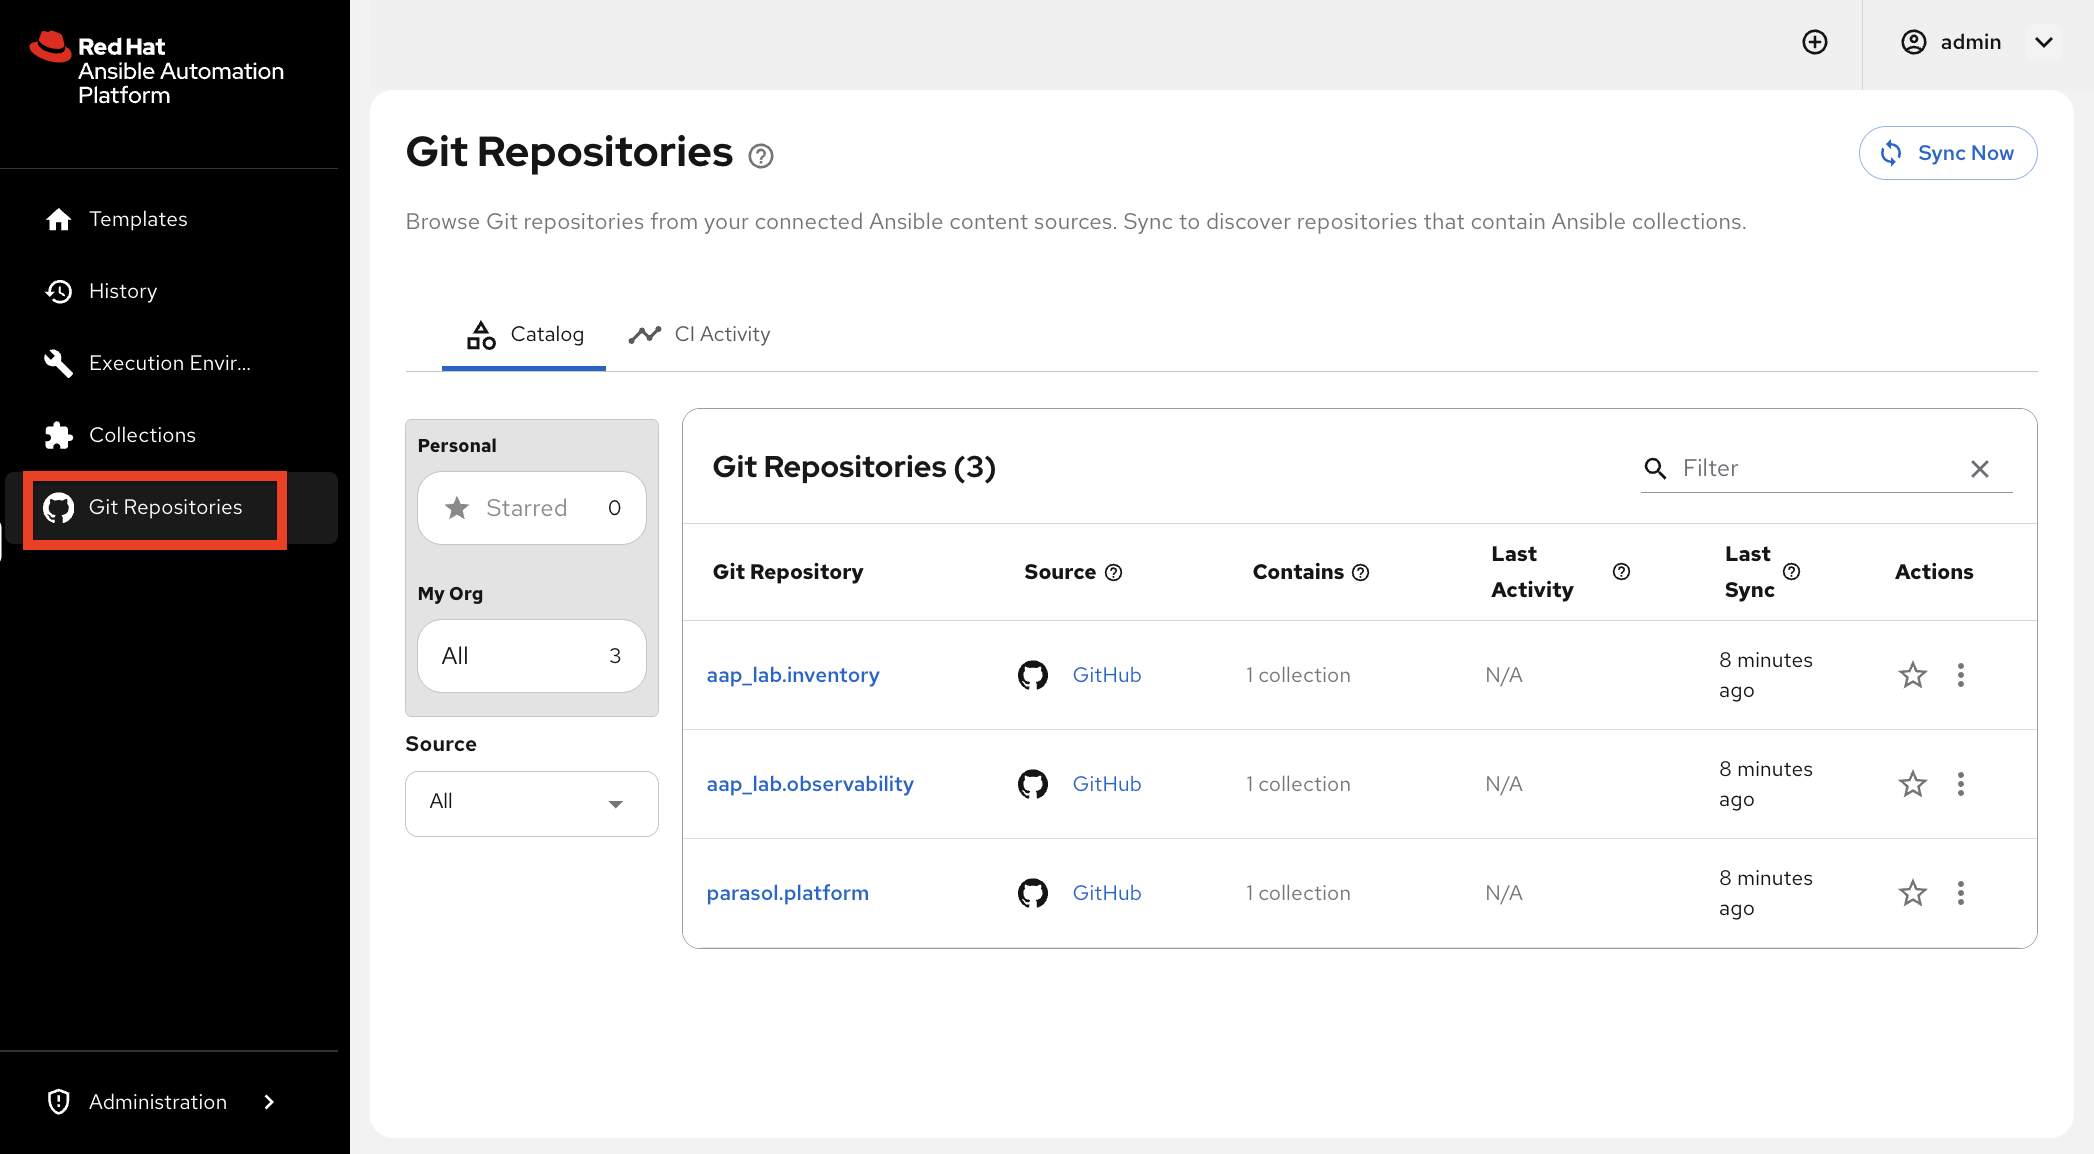 Red Hat
Ansible Automation
Platform
admin
Templates
History
Execution Envir...
Collections
Git Repositories
Administration
Git Repositories
Sync Now
Browse Git repositories from your connected Ansible content sources. Sync to discover repositories that contain Ansible collections.
Catalog
CI Activity
Personal
Starred 0
My Org
All 3
Source
All
Git Repositories (3)
Filter
Git Repository Source Contains Last Activity Last Sync Actions
aap_lab.inventory GitHub 1 collection N/A 8 minutes ago
aap_lab.observability GitHub 1 collection N/A 8 minutes ago
parasol.platform GitHub 1 collection N/A 8 minutes ago